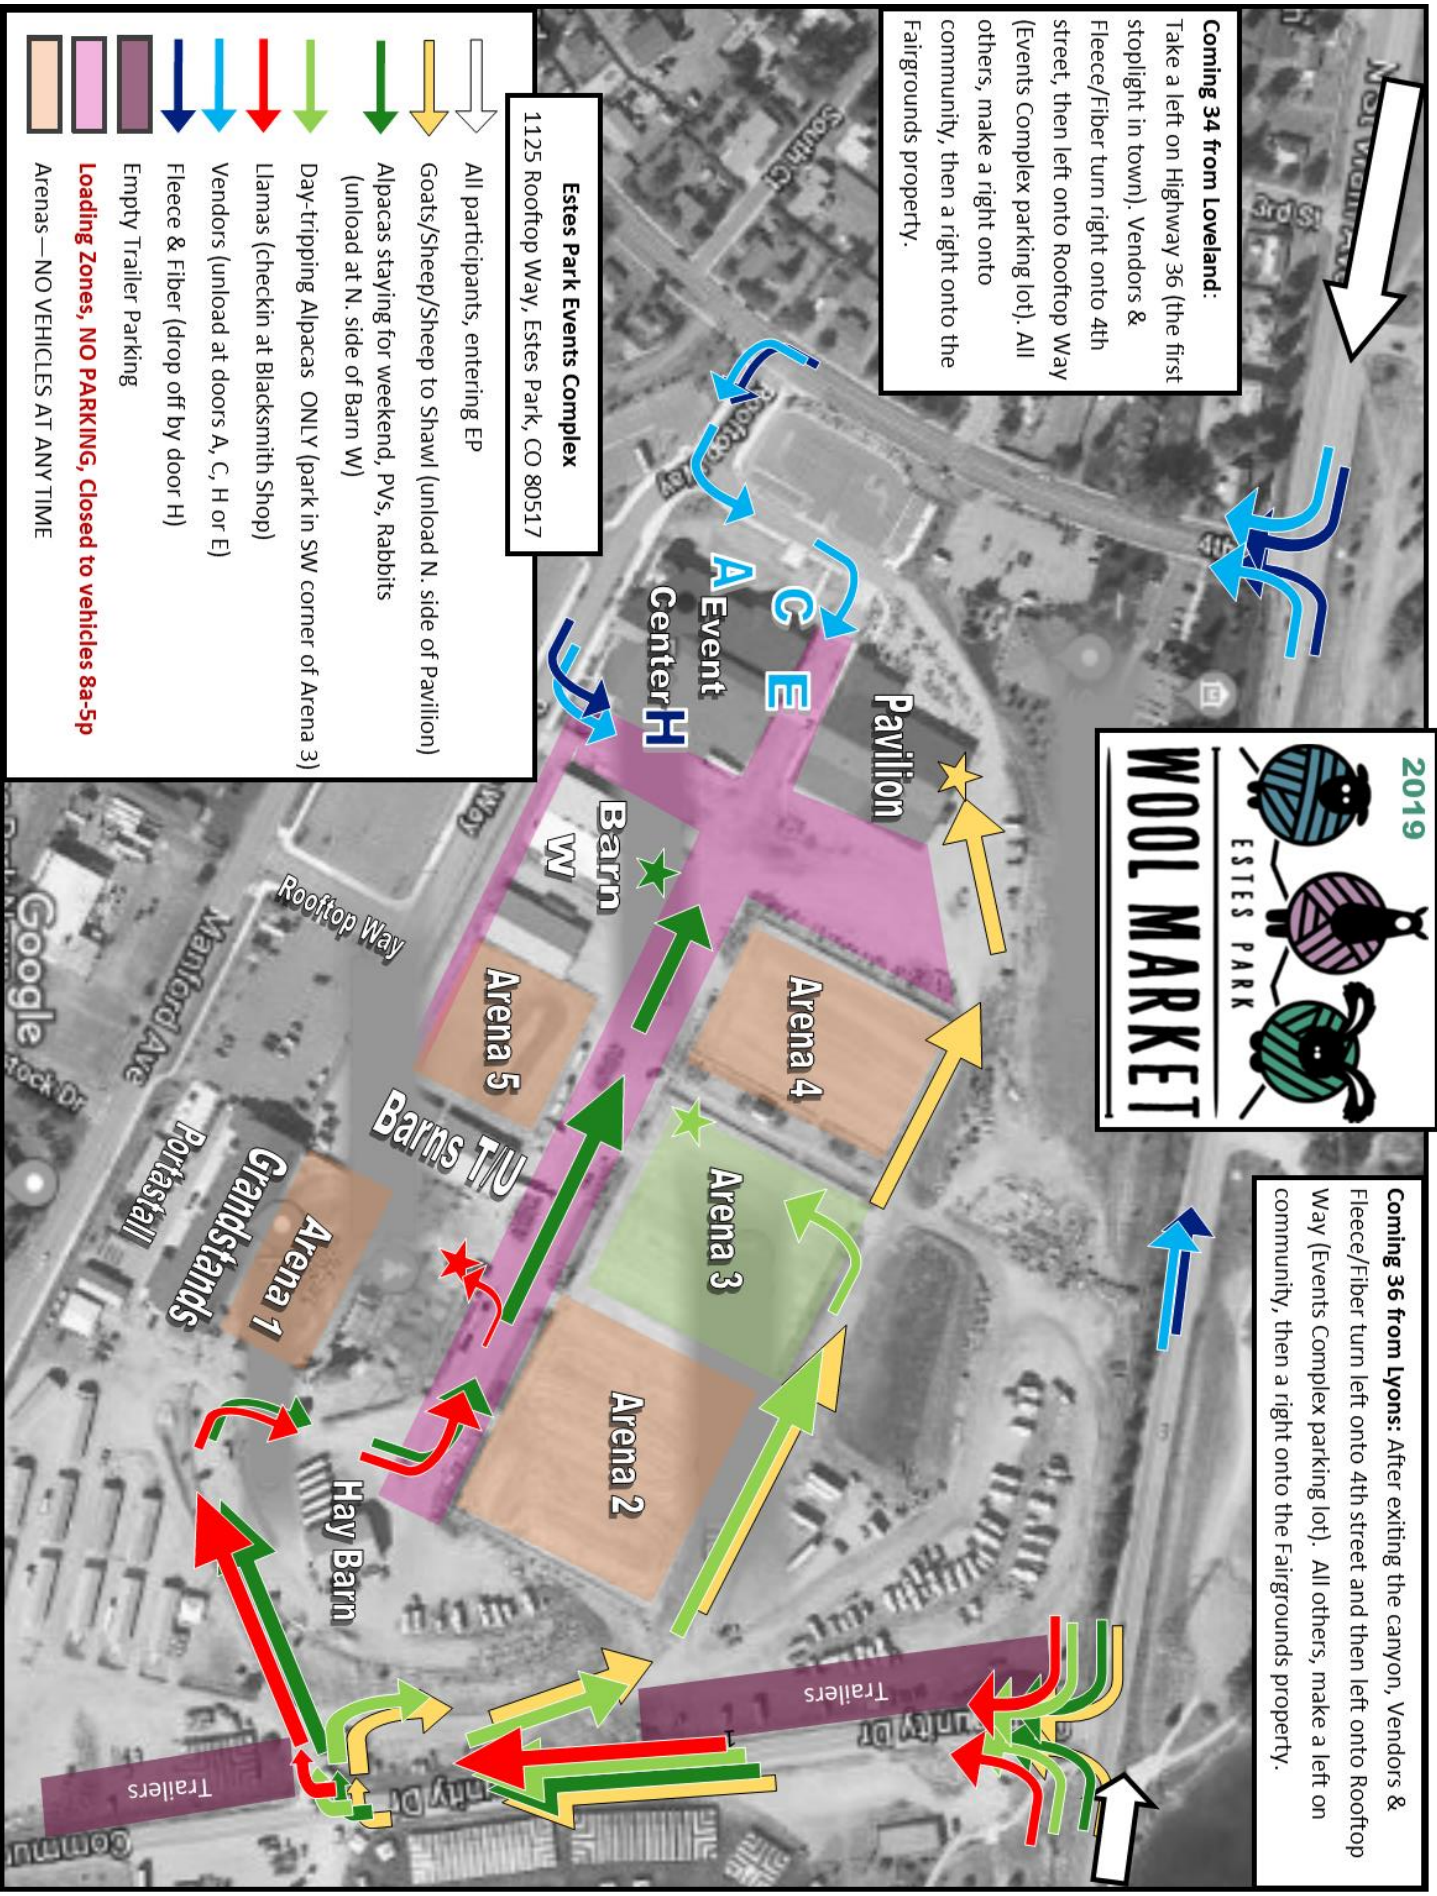 Coming 34 from Loveland:
Take a left on Highway 36 (the first
stoplight in town). Vendors &
Fleece/Fiber turn right onto 4th
street, then left onto Rooftop Way
(Events Complex parking lot). All
others, make a right onto
community, then a right onto the
Fairgrounds property.
2019
ESTES PARK
WOOL MARKET
Coming 36 from Lyons: After exiting the canyon, Vendors &
Fleece/Fiber turn left onto 4th street and then left onto Rooftop
Way (Events Complex parking lot). All others, make a left on
community, then a right onto the Fairgrounds property.
3rd St
South Ct
4th
A
C
E
H
Event
Center
Pavilion
Barn
W
Arena 4
Arena 5
Arena 3
Arena 2
Arena 1
Barns T/U
Grandstands
Portastall
Hay Barn
Trailers
Trailers
1
Rooftop Way
Way
Manford Ave
Google
Estes Park Events Complex
1125 Rooftop Way, Estes Park, CO 80517
All participants, entering EP
Goats/Sheep/Sheep to Shawl (unload N. side of Pavilion)
Alpacas staying for weekend, PVs, Rabbits
(unload at N. side of Barn W)
Day-tripping Alpacas ONLY (park in SW corner of Arena 3)
Llamas (checkin at Blacksmith Shop)
Vendors (unload at doors A, C, H or E)
Fleece & Fiber (drop off by door H)
Empty Trailer Parking
Loading Zones, NO PARKING, Closed to vehicles 8a-5p
Arenas—NO VEHICLES AT ANY TIME